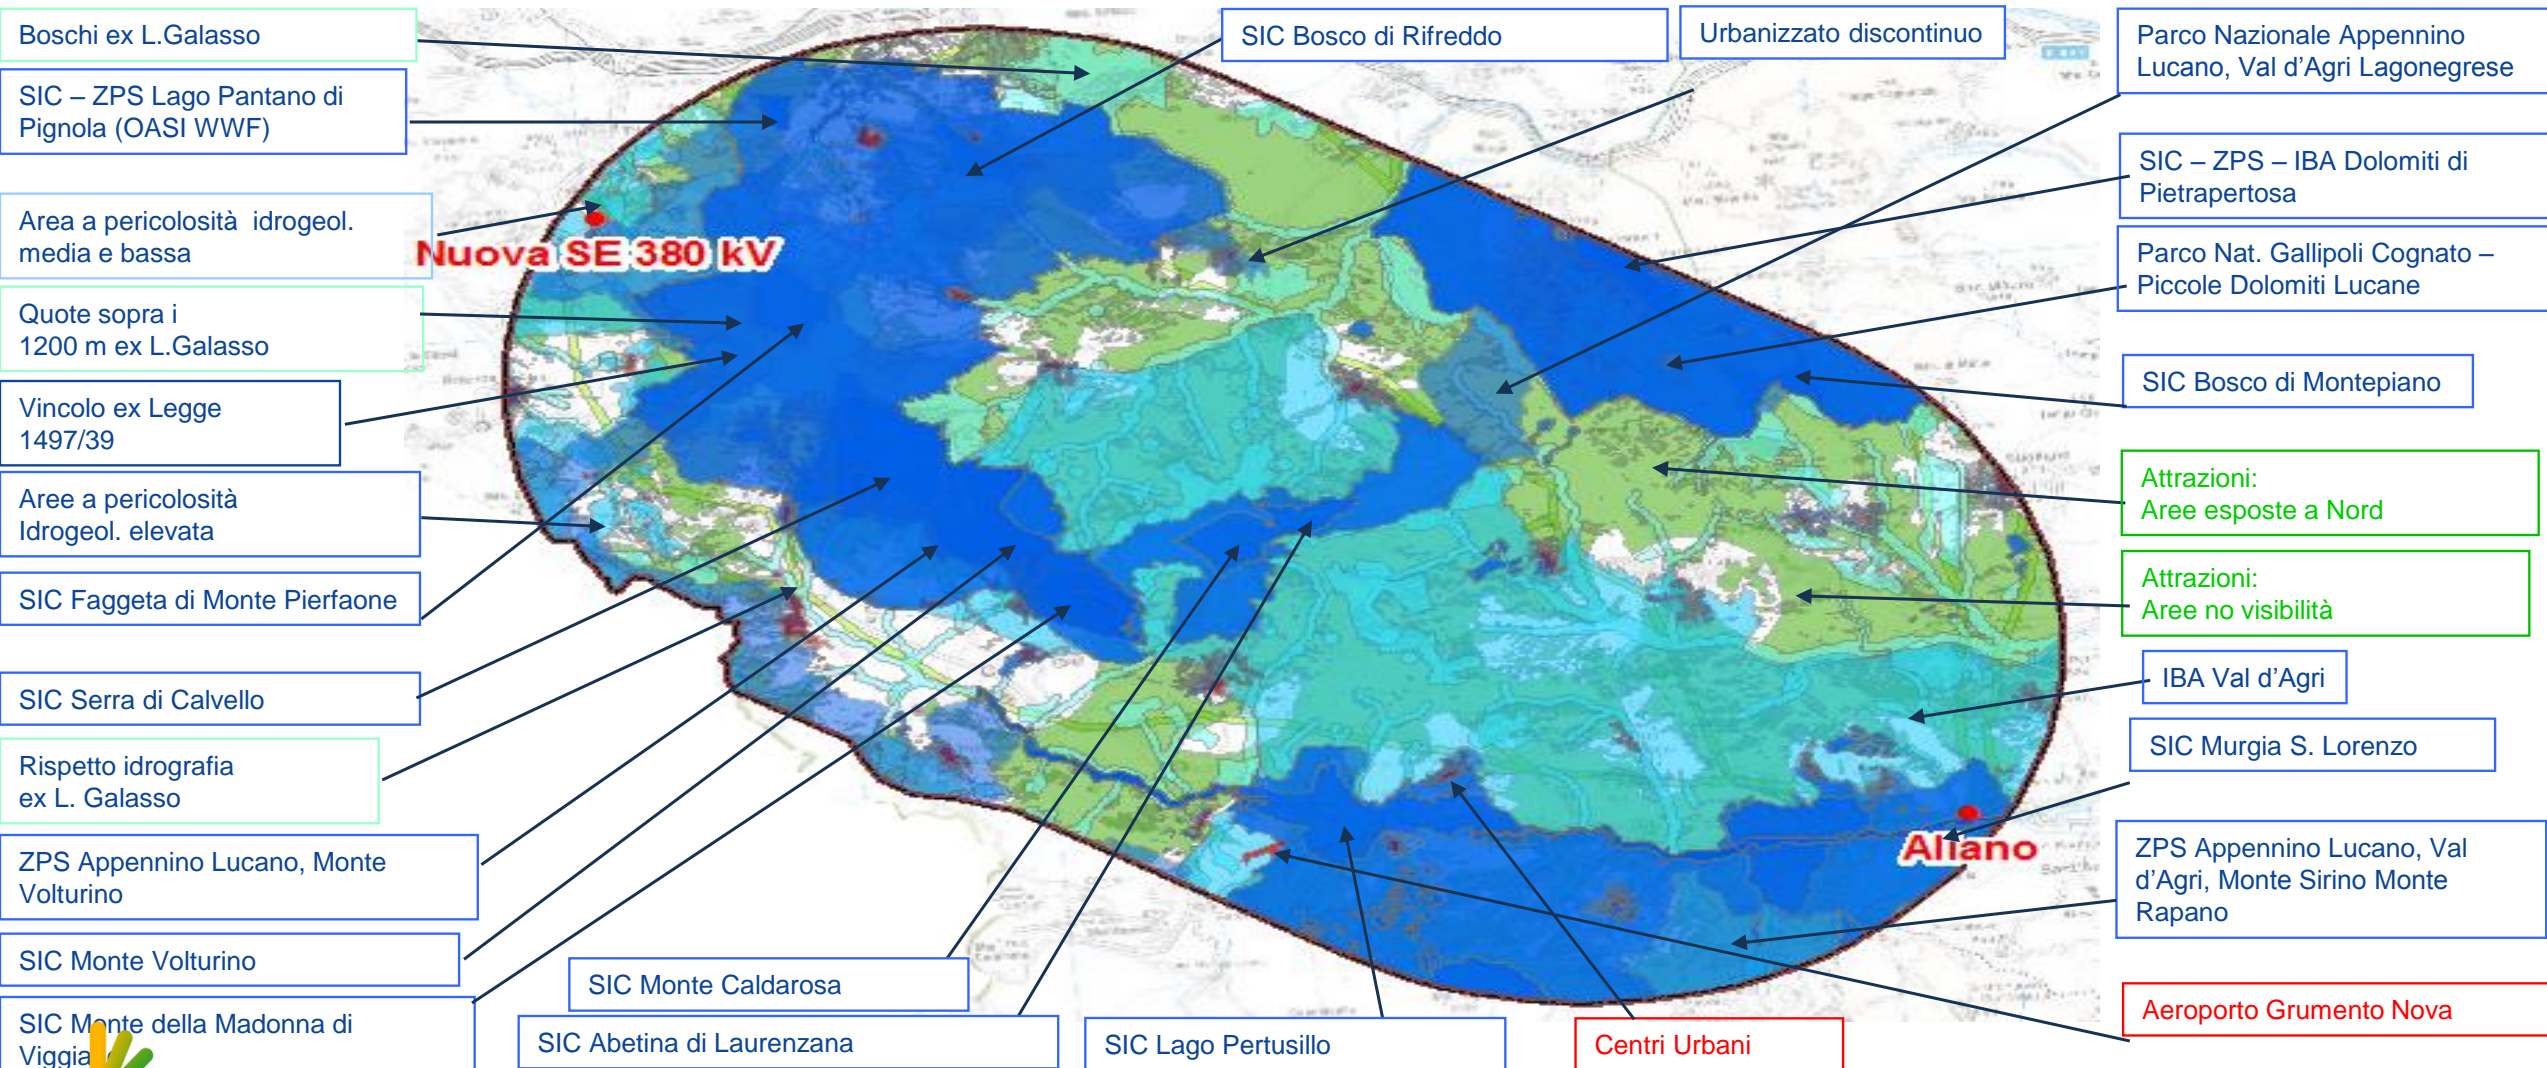 Boschi ex L.Galasso
SIC – ZPS Lago Pantano di
Pignola (OASI WWF)
Area a pericolosità idrogeol.
media e bassa
Quote sopra i
1200 m ex L.Galasso
Vincolo ex Legge
1497/39
Aree a pericolosità
Idrogeol. elevata
SIC Faggeta di Monte Pierfaone
SIC Serra di Calvello
Rispetto idrografia
ex L. Galasso
ZPS Appennino Lucano, Monte
Volturino
SIC Monte Volturino
SIC Monte della Madonna di
SIC Monte Caldarosa
SIC Abetina di Laurenzana
SIC Lago Pertusillo
Centri Urbani
SIC Bosco di Rifreddo
Urbanizzato discontinuo
Nuova SE 380 kV
Aliano
Parco Nazionale Appennino
Lucano, Val d’Agri Lagonegrese
SIC – ZPS – IBA Dolomiti di
Pietrapertosa
Parco Nat. Gallipoli Cognato –
Piccole Dolomiti Lucane
SIC Bosco di Montepiano
Attrazioni:
Aree esposte a Nord
Attrazioni:
Aree no visibilità
IBA Val d’Agri
SIC Murgia S. Lorenzo
ZPS Appennino Lucano, Val
d’Agri, Monte Sirino Monte
Rapano
Aeroporto Grumento Nova